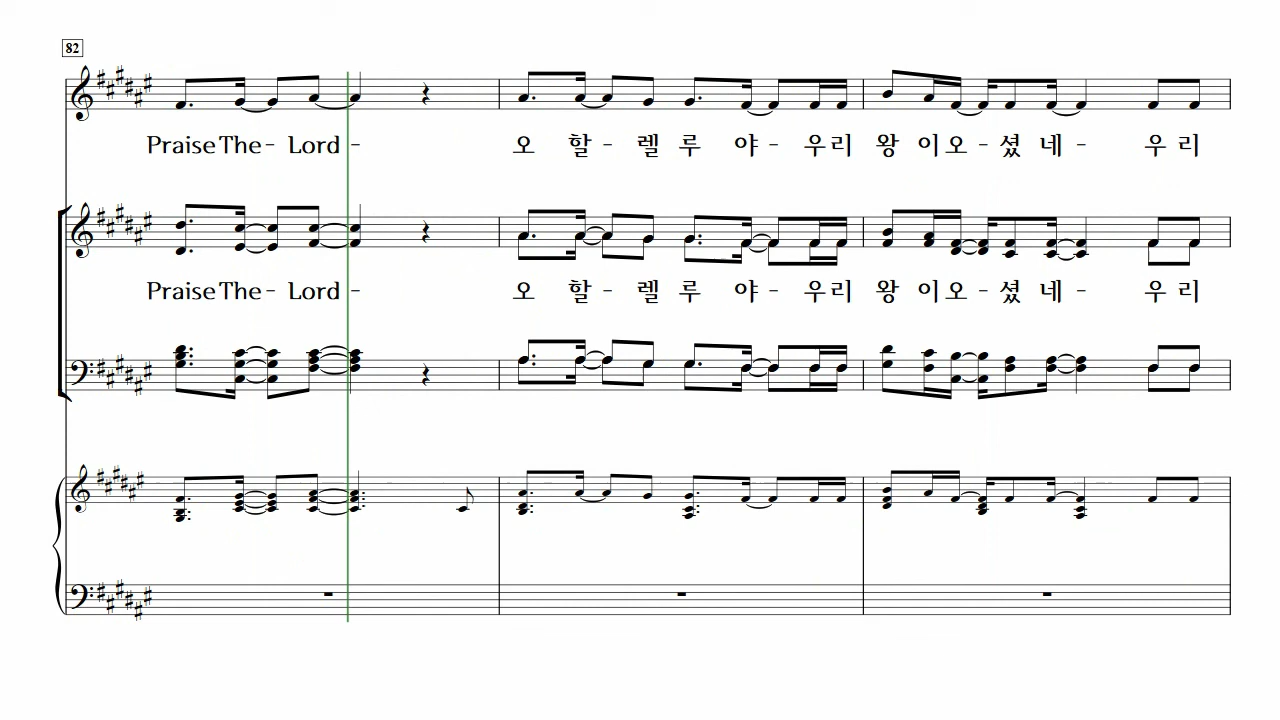 82
Praise The - Lord - 오 할 - 렐 루 야 - 우리 왕 이오 - 셨 네 - 우 리
Praise The - Lord - 오 할 - 렐 루 야 - 우리 왕 이오 - 셨 네 - 우 리